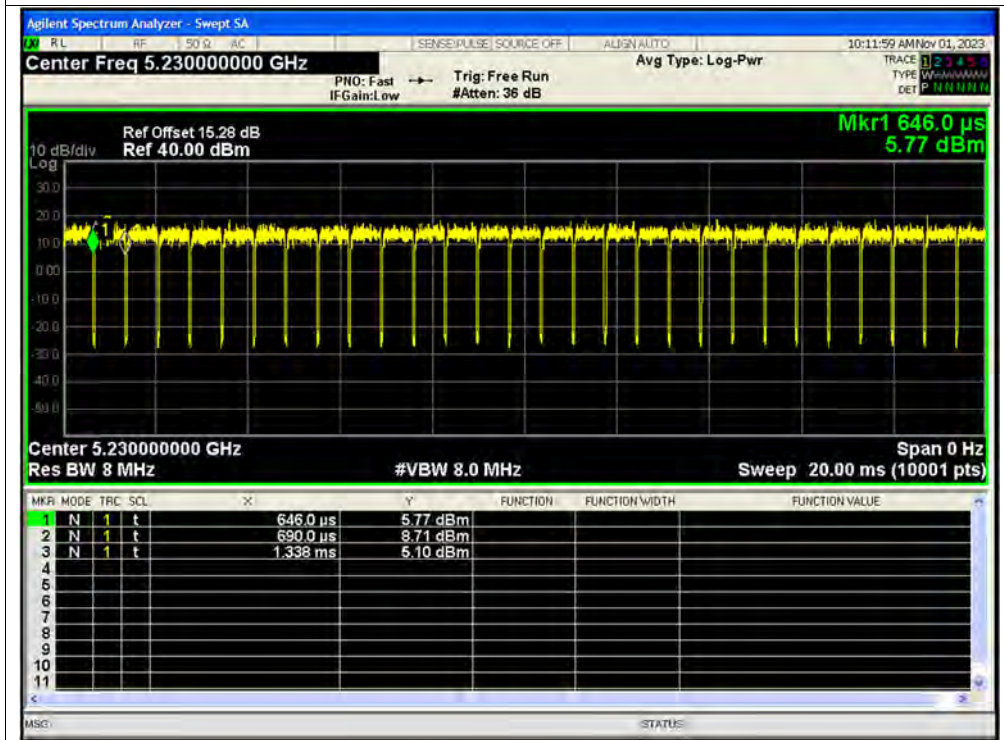 Agilent Spectrum Analyzer - Swept SA
RL RF 50 Ω AC SENSE:PULSE SOURCE OFF ALIGN AUTO 10:11:59 AM Nov 01, 2023
Center Freq 5.230000000 GHz Avg Type: Log-Pwr TRACE 1 2 3 4 5 6
PNO: Fast Trig: Free Run TYPE
IFGain:Low #Atten: 36 dB DET P N N N N N
Mkr1 646.0 µs
Ref Offset 15.28 dB
10 dB/div Ref 40.00 dBm 5.77 dBm
Log
30.0
20.0
1
10.0
0.00
-10.0
-20.0
-30.0
-40.0
-50.0
Center 5.230000000 GHz Span 0 Hz
Res BW 8 MHz #VBW 8.0 MHz Sweep 20.00 ms (10001 pts)
MKR MODE TRC SCL X Y FUNCTION FUNCTION WIDTH FUNCTION VALUE
1 N 1 t 646.0 µs 5.77 dBm
2 N 1 t 690.0 µs 8.71 dBm
3 N 1 t 1.338 ms 5.10 dBm
4
5
6
7
8
9
10
11
MSG STATUS